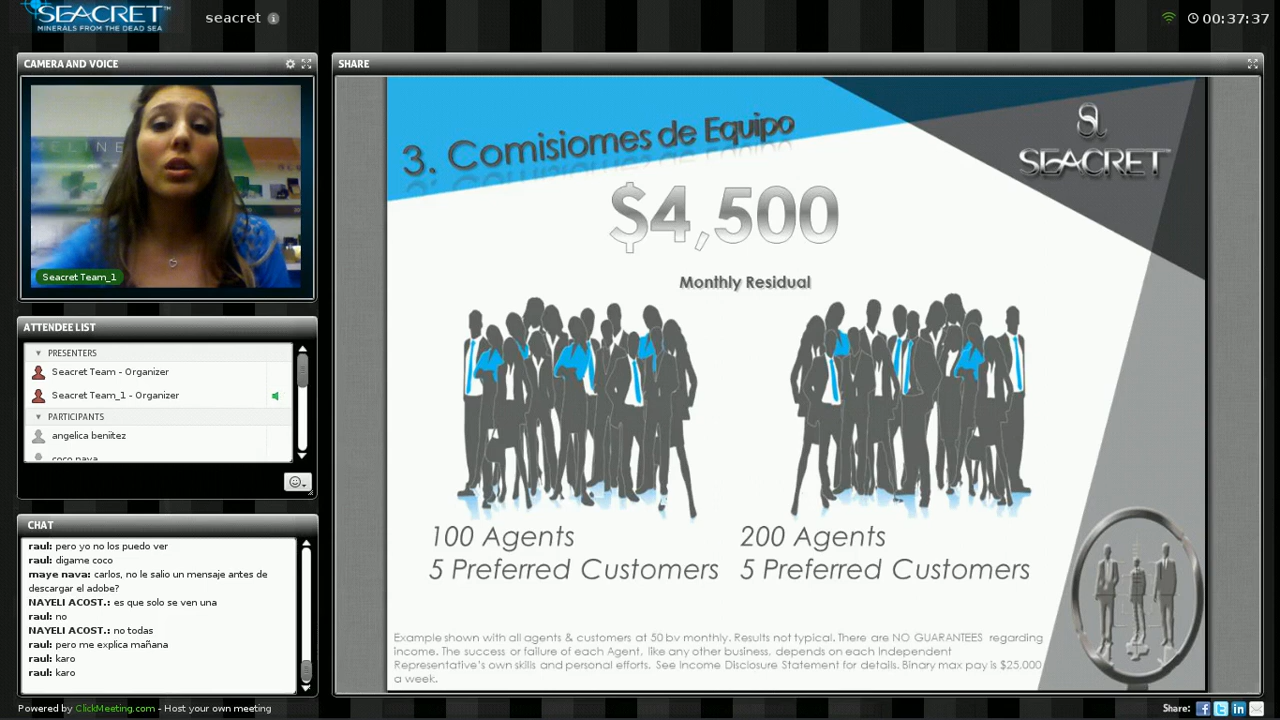 SEACRET™
MINERALS FROM THE DEAD SEA
seacret
00:37:37
CAMERA AND VOICE
Seacret Team_1
ATTENDEE LIST
PRESENTERS
Seacret Team - Organizer
Seacret Team_1 - Organizer
PARTICIPANTS
angelica beniitez
coco nava
CHAT
raul: pero yo no los puedo ver
raul: digame coco
maye nava: carlos, no le salio un mensaje antes de
descargar el adobe?
NAYELI ACOST.: es que solo se ven una
raul: no
NAYELI ACOST.: no todas
raul: pero me explica mañana
raul: karo
raul: karo
SHARE
3. Comisiomes de Equipo
SEACRET
$4,500
Monthly Residual
100 Agents
5 Preferred Customers
200 Agents
5 Preferred Customers
Example shown with all agents & customers at 50 bv monthly. Results not typical. There are NO GUARANTEES regarding
income. The success or failure of each Agent, like any other business, depends on each Independent
Representative's own skills and personal efforts. See Income Disclosure Statement for details. Binary max pay is $25,000
a week.
Powered by ClickMeeting.com - Host your own meeting
Share: